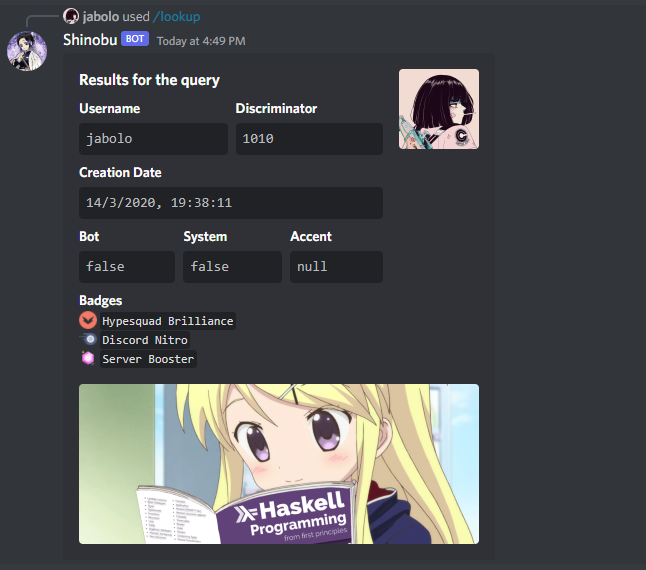 jabolo used /lookup
Shinobu BOT Today at 4:49 PM
Results for the query
Username Discriminator
jabolo 1010
Creation Date
14/3/2020, 19:38:11
Bot System Accent
false false null
Badges
Hypesquad Brilliance
Discord Nitro
Server Booster
Haskell
Programming
from first principles